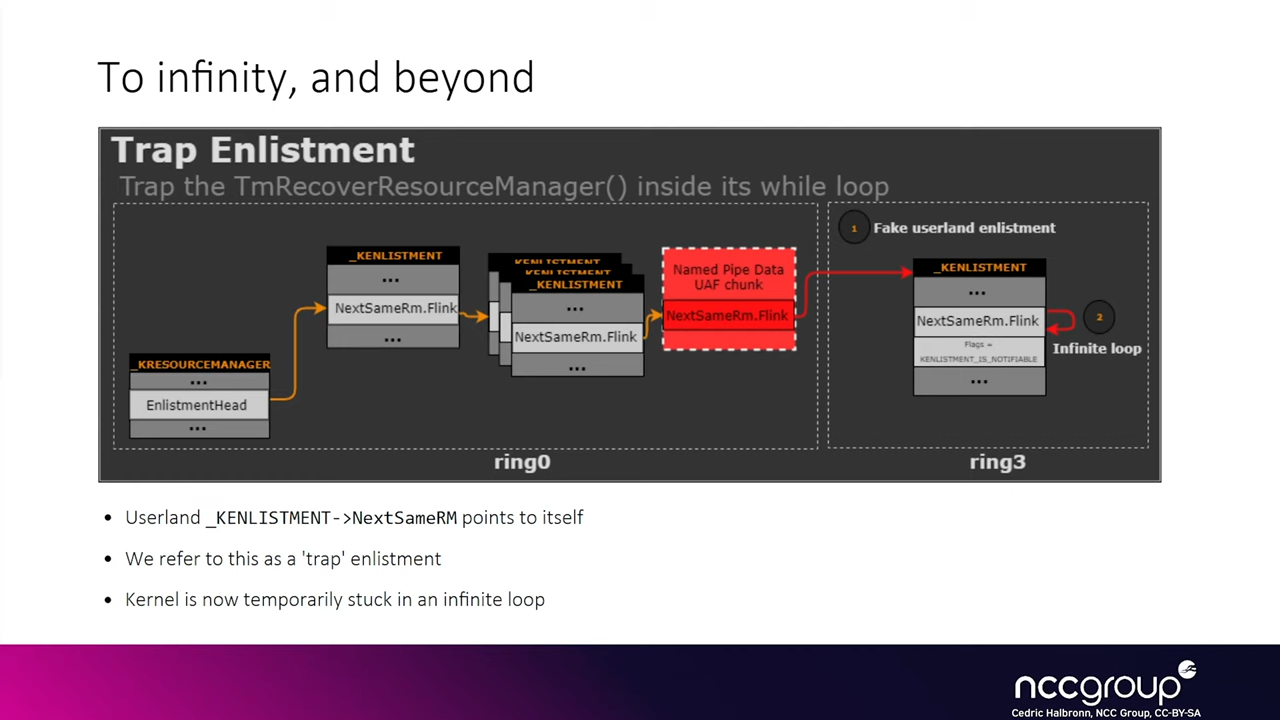 To infinity, and beyond
Trap Enlistment
Trap the TmRecoverResourceManager() inside its while loop
_KRESOURCEMANAGER
...
EnlistmentHead
...
_KENLISTMENT
...
NextSameRm.Flink
...
_KENLISTMENT
_KENLISTMENT
_KENLISTMENT
...
NextSameRm.Flink
...
Named Pipe Data
UAF chunk
NextSameRm.Flink
ring0
1
Fake userland enlistment
_KENLISTMENT
...
NextSameRm.Flink
Flags =
KENLISTMENT_IS_NOTIFIABLE
...
2
Infinite loop
ring3
• Userland _KENLISTMENT->NextSameRM points to itself
• We refer to this as a 'trap' enlistment
• Kernel is now temporarily stuck in an infinite loop
nccgroup
Cedric Halbronn, NCC Group, CC-BY-SA